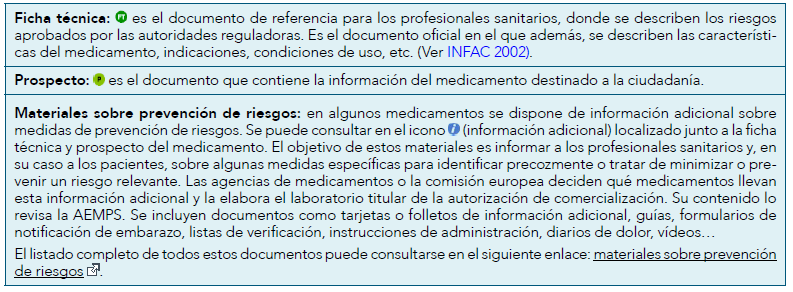 Ficha técnica: FT es el documento de referencia para los profesionales sanitarios, donde se describen los riesgos
aprobados por las autoridades reguladoras. Es el documento oficial en el que además, se describen las caracterí­sti-
cas del medicamento, indicaciones, condiciones de uso, etc. (Ver INFAC 2002).
Prospecto: P es el documento que contiene la información del medicamento destinado a la ciudadanía.
Materiales sobre prevención de riesgos: en algunos medicamentos se dispone de información adicional sobre
medidas de prevención de riesgos. Se puede consultar en el icono i (información adicional) localizado junto a la ficha
técnica y prospecto del medicamento. El objetivo de estos materiales es informar a los profesionales sanitarios y, en
su caso a los pacientes, sobre algunas medidas específicas para identificar precozmente o tratar de minimizar o pre-
venir un riesgo relevante. Las agencias de medicamentos o la comisión europea deciden qué medicamentos llevan
esta información adicional y la elabora el laboratorio titular de la autorización de comercialización. Su contenido lo
revisa la AEMPS. Se incluyen documentos como tarjetas o folletos de información adicional, guías, formularios de
notificación de embarazo, listas de verificación, instrucciones de administración, diarios de dolor, vídeos…
El listado completo de todos estos documentos puede consultarse en el siguiente enlace: materiales sobre prevención
de riesgos.